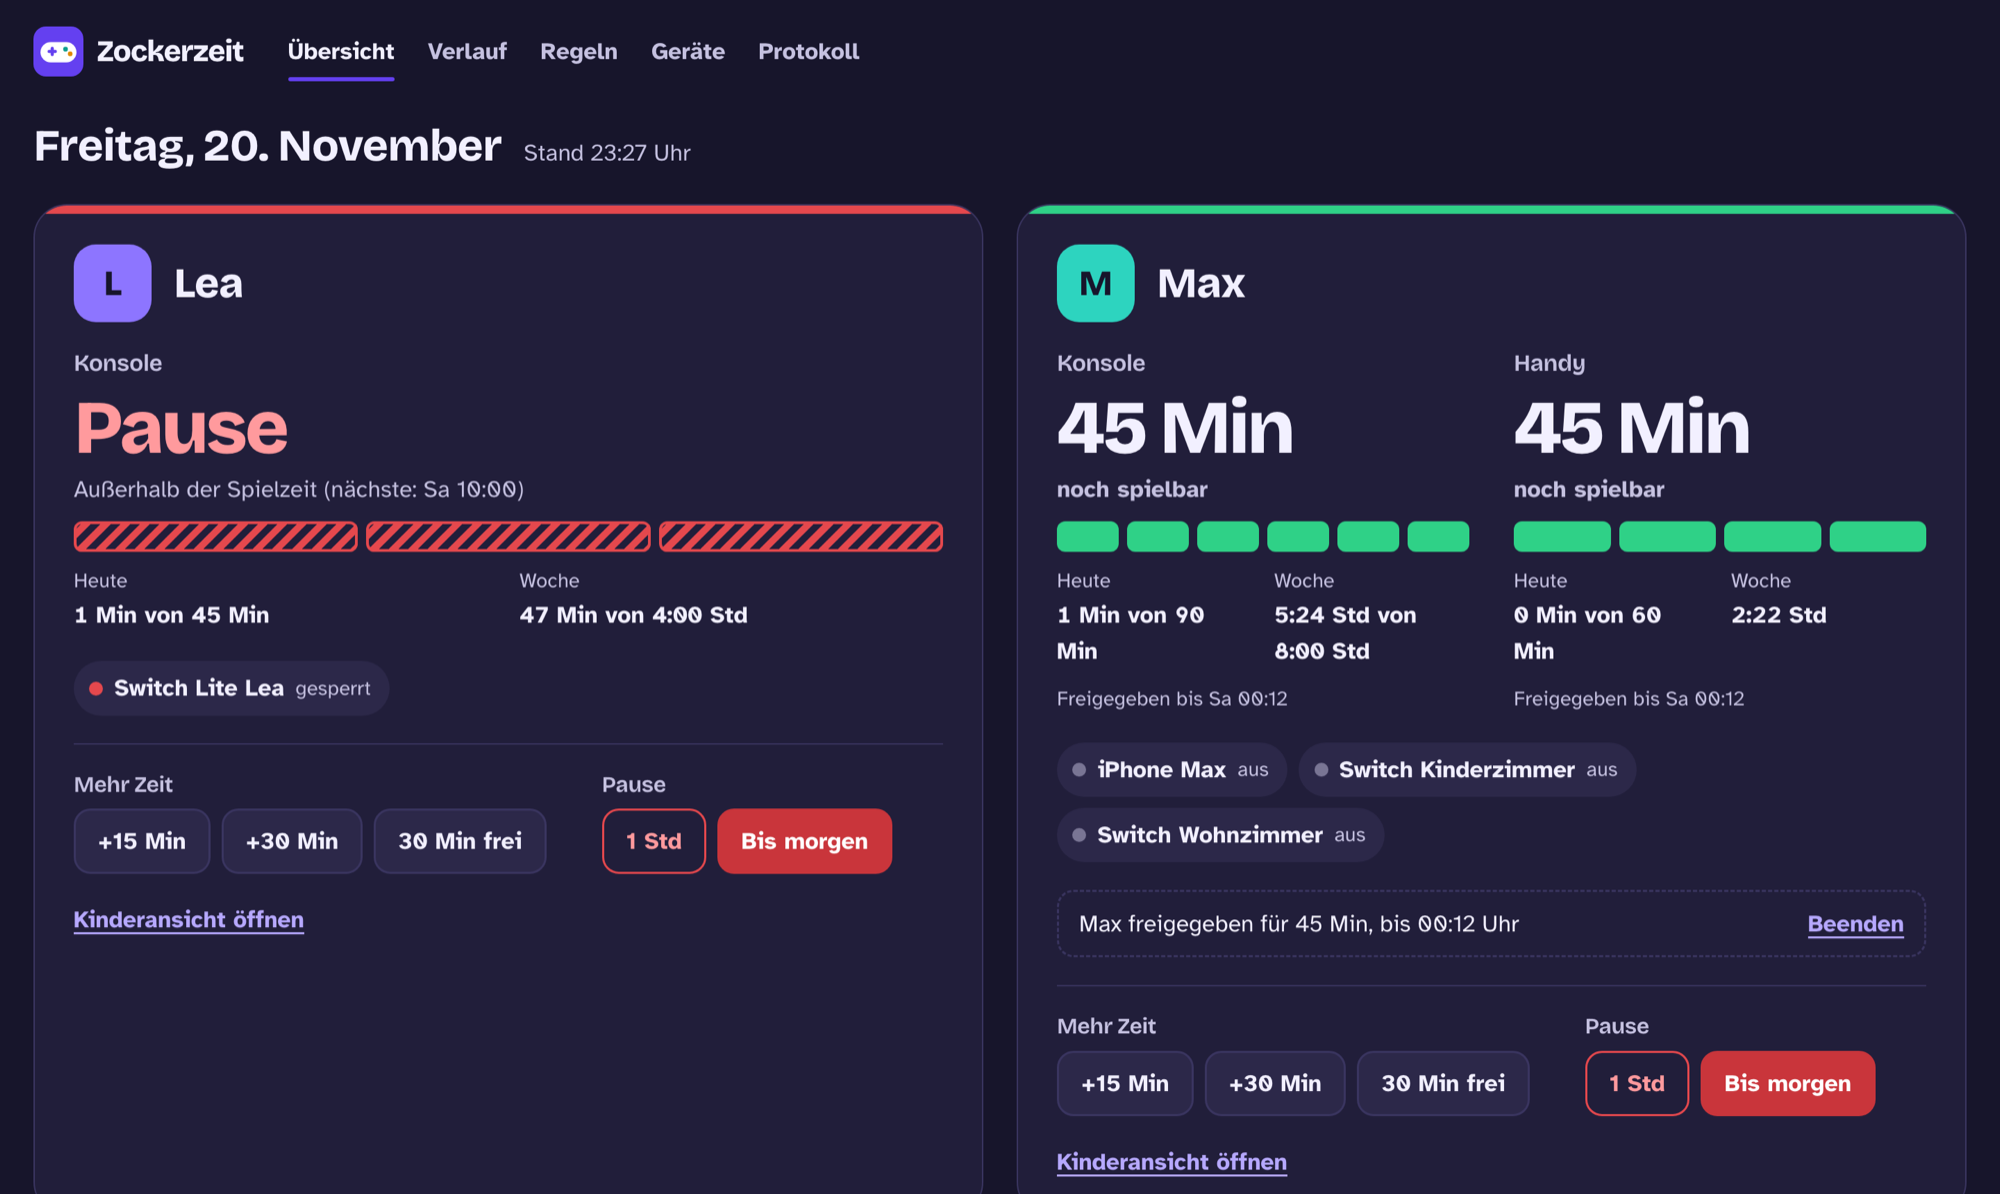 Zockerzeit
Übersicht
Verlauf
Regeln
Geräte
Protokoll
Freitag, 20. November
Stand 23:27 Uhr
L
Lea
Konsole
Pause
Außerhalb der Spielzeit (nächste: Sa 10:00)
Heute
1 Min von 45 Min
Woche
47 Min von 4:00 Std
Switch Lite Lea gesperrt
Mehr Zeit
+15 Min
+30 Min
30 Min frei
Pause
1 Std
Bis morgen
Kinderansicht öffnen
M
Max
Konsole
45 Min
noch spielbar
Heute
1 Min von 90
Min
Woche
5:24 Std von
8:00 Std
Freigegeben bis Sa 00:12
Handy
45 Min
noch spielbar
Heute
0 Min von 60
Min
Woche
2:22 Std
Freigegeben bis Sa 00:12
iPhone Max aus
Switch Kinderzimmer aus
Switch Wohnzimmer aus
Max freigegeben für 45 Min, bis 00:12 Uhr
Beenden
Mehr Zeit
+15 Min
+30 Min
30 Min frei
Pause
1 Std
Bis morgen
Kinderansicht öffnen